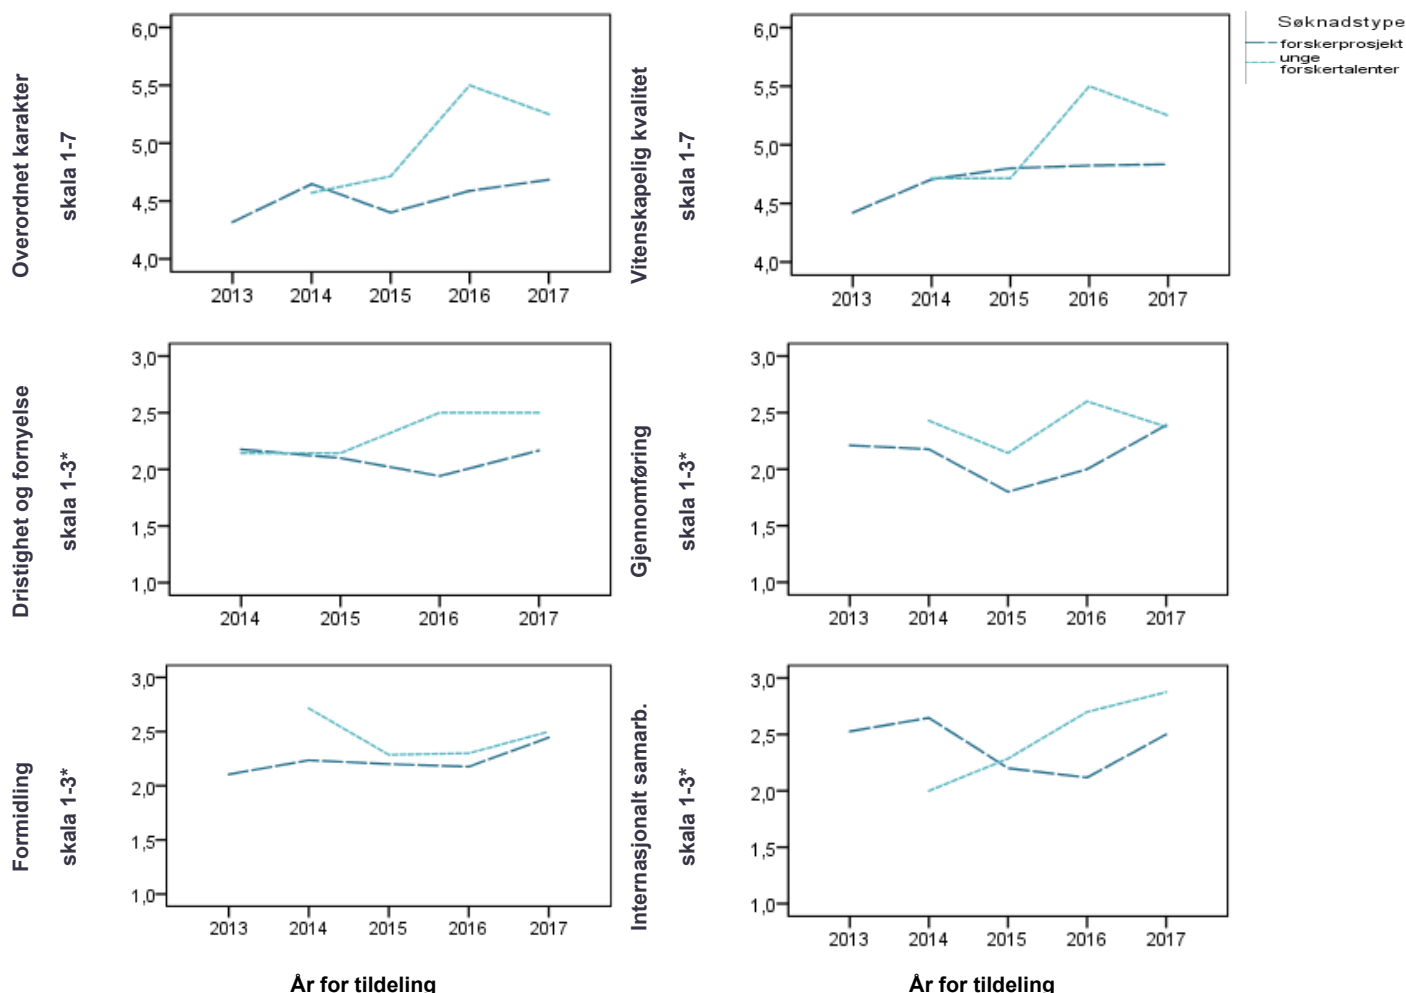 Overordnet karakter
skala 1-7
6,0
5,5
5,0
4,5
4,0
2013 2014 2015 2016 2017
Vitenskapelig kvalitet
skala 1-7
6,0
5,5
5,0
4,5
4,0
2013 2014 2015 2016 2017
Søknadstype
forskerprosjekt
unge
forskertalenter
Dristighet og fornyelse
skala 1-3*
3,0
2,5
2,0
1,5
1,0
2014 2015 2016 2017
Gjennomføring
skala 1-3*
3,0
2,5
2,0
1,5
1,0
2013 2014 2015 2016 2017
Formidling
skala 1-3*
3,0
2,5
2,0
1,5
1,0
2013 2014 2015 2016 2017
Internasjonalt samarb.
skala 1-3*
3,0
2,5
2,0
1,5
1,0
2013 2014 2015 2016 2017
År for tildeling
År for tildeling